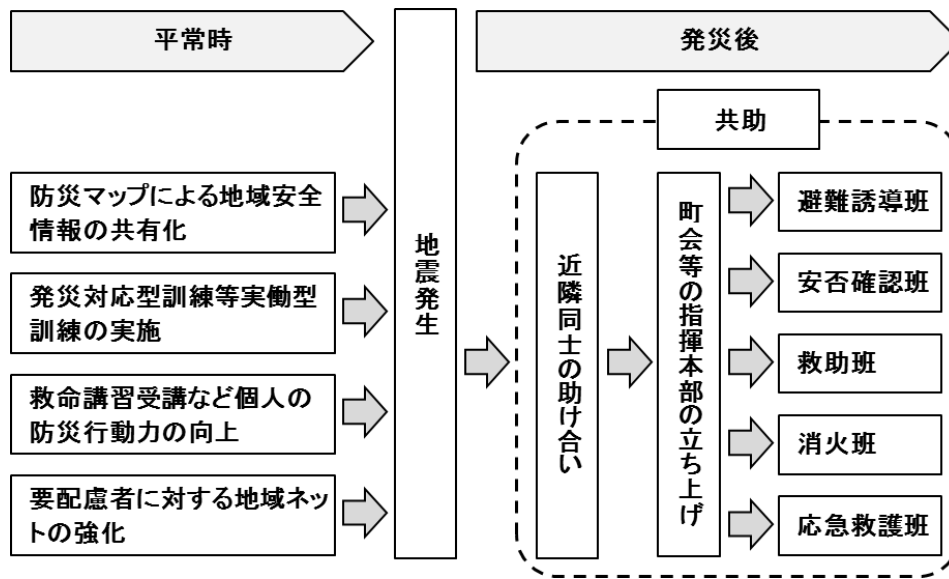 平常時
発災後
共助
防災マップによる地域安全
情報の共有化
発災対応型訓練等実働型
訓練の実施
救命講習受講など個人の
防災行動力の向上
要配慮者に対する地域ネッ
トの強化
地震発生
近隣同士の助け合い
町会等の指揮本部の立ち上げ
避難誘導班
安否確認班
救助班
消火班
応急救護班